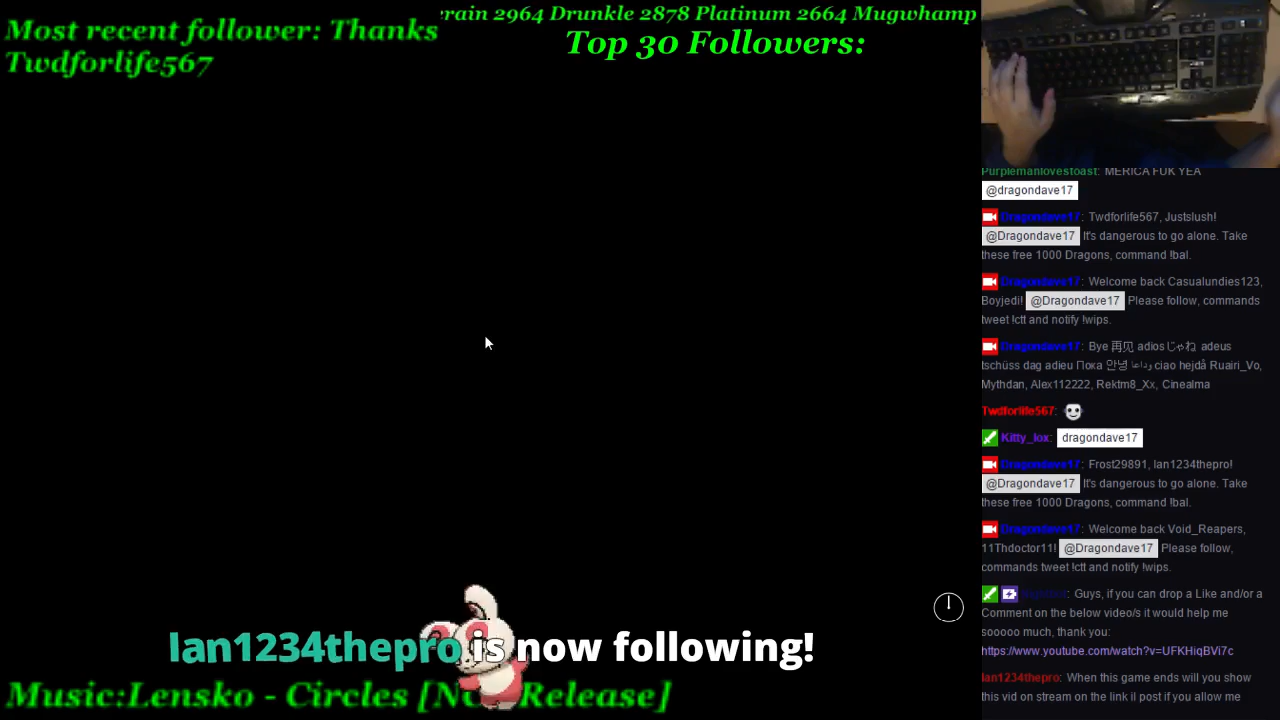 Most recent follower: Thanks
Twdforlife567
rain 2964 Drunkle 2878 Platinum 2664 Mugwhamp
Top 30 Followers:
Purplemanlovestoast: MERICA FUK YEA
@dragondave17
Dragondave17: Twdforlife567, Justslush!
@Dragondave17 It's dangerous to go alone. Take
these free 1000 Dragons, command !bal.
Dragondave17: Welcome back Casualundies123,
Boyjedi! @Dragondave17 Please follow, commands
tweet !ctt and notify !wips.
Dragondave17: Bye 再见 adios じゃね adeus
tschüss dag adieu Пока 안녕 وداعا ciao hejdå Ruairi_Vo,
Mythdan, Alex112222, Rektm8_Xx, Cinealma
Twdforlife567:
Kitty_lox: dragondave17
Dragondave17: Frost29891, Ian1234thepro!
@Dragondave17 It's dangerous to go alone. Take
these free 1000 Dragons, command !bal.
Dragondave17: Welcome back Void_Reapers,
11Thdoctor11! @Dragondave17 Please follow,
commands tweet !ctt and notify !wips.
: Guys, if you can drop a Like and/or a
Comment on the below video/s it would help me
sooooo much, thank you:
https://www.youtube.com/watch?v=UFKHiqBVi7c
Ian1234thepro: When this game ends will you show
this vid on stream on the link il post if you allow me
Ian1234thepro is now following!
Music:Lensko - Circles [Release]